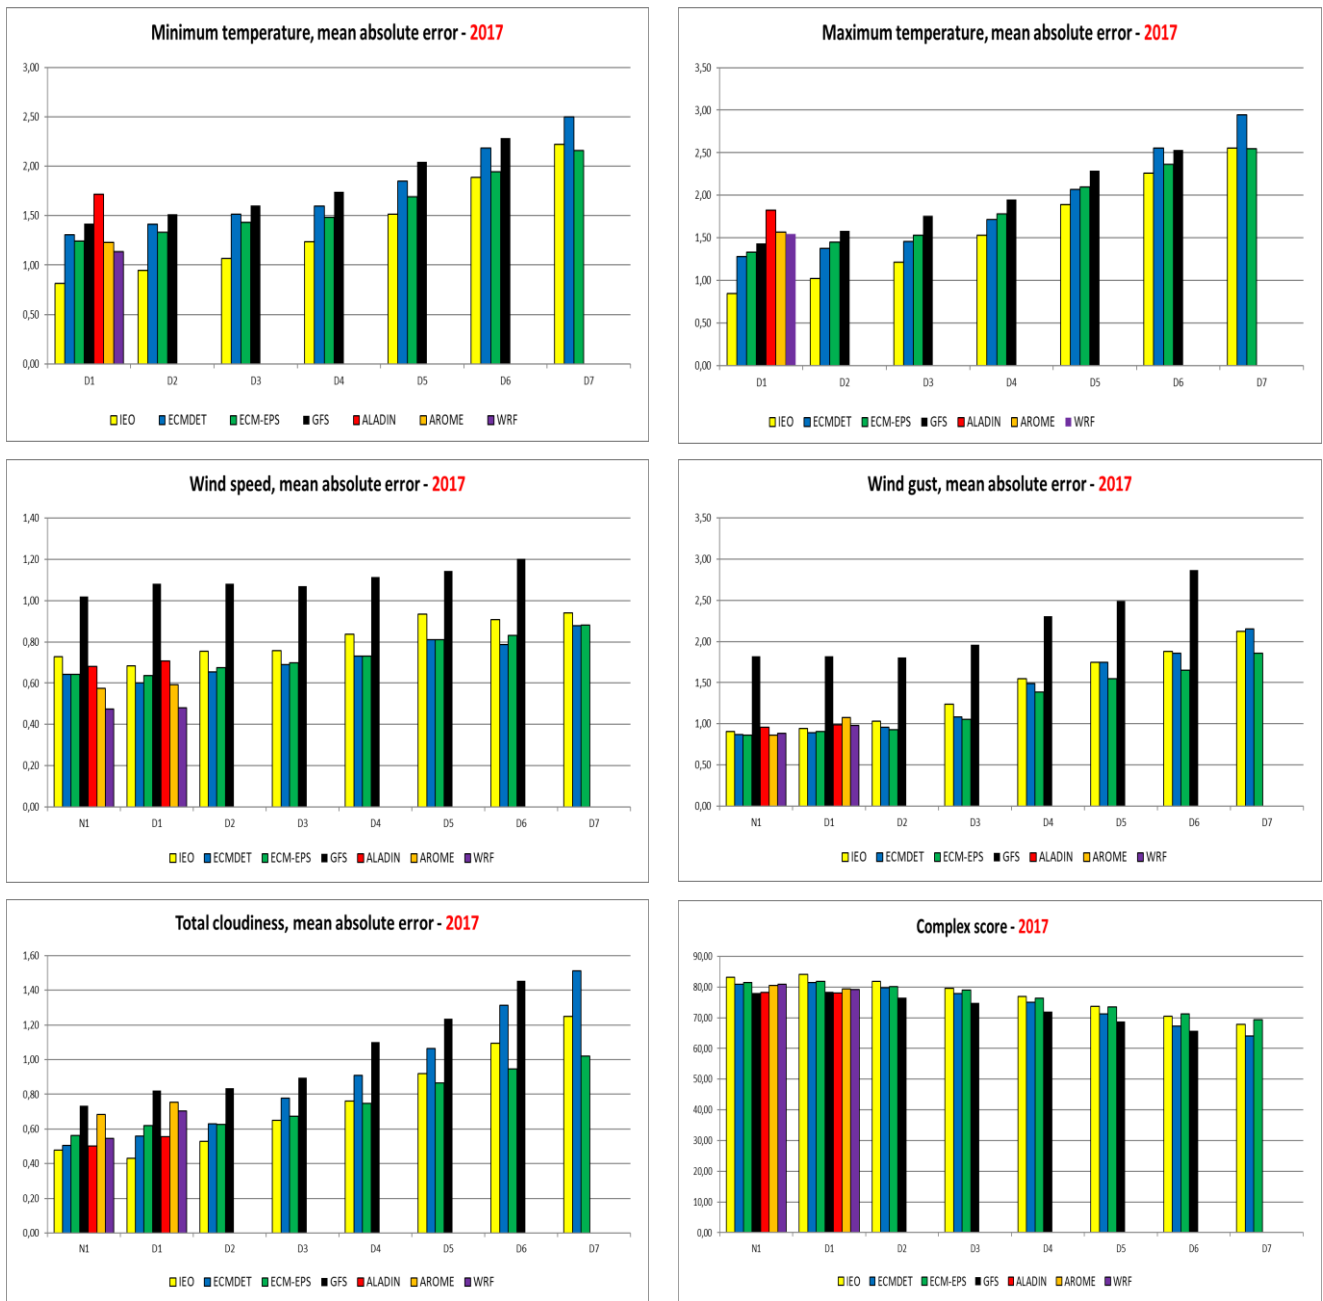 Minimum temperature, mean absolute error - 2017
3,00
2,50
2,00
1,50
1,00
0,50
0,00
D1 D2 D3 D4 D5 D6 D7
IEO ECMDET ECM-EPS GFS ALADIN AROME WRF
Maximum temperature, mean absolute error - 2017
3,50
3,00
2,50
2,00
1,50
1,00
0,50
0,00
D1 D2 D3 D4 D5 D6 D7
IEO ECMDET ECM-EPS GFS ALADIN AROME WRF
Wind speed, mean absolute error - 2017
1,40
1,20
1,00
0,80
0,60
0,40
0,20
0,00
N1 D1 D2 D3 D4 D5 D6 D7
IEO ECMDET ECM-EPS GFS ALADIN AROME WRF
Wind gust, mean absolute error - 2017
3,50
3,00
2,50
2,00
1,50
1,00
0,50
0,00
N1 D1 D2 D3 D4 D5 D6 D7
IEO ECMDET ECM-EPS GFS ALADIN AROME WRF
Total cloudiness, mean absolute error - 2017
1,60
1,40
1,20
1,00
0,80
0,60
0,40
0,20
0,00
N1 D1 D2 D3 D4 D5 D6 D7
IEO ECMDET ECM-EPS GFS ALADIN AROME WRF
Complex score - 2017
90,00
80,00
70,00
60,00
50,00
40,00
30,00
20,00
10,00
0,00
N1 D1 D2 D3 D4 D5 D6 D7
IEO ECMDET ECM-EPS GFS ALADIN AROME WRF